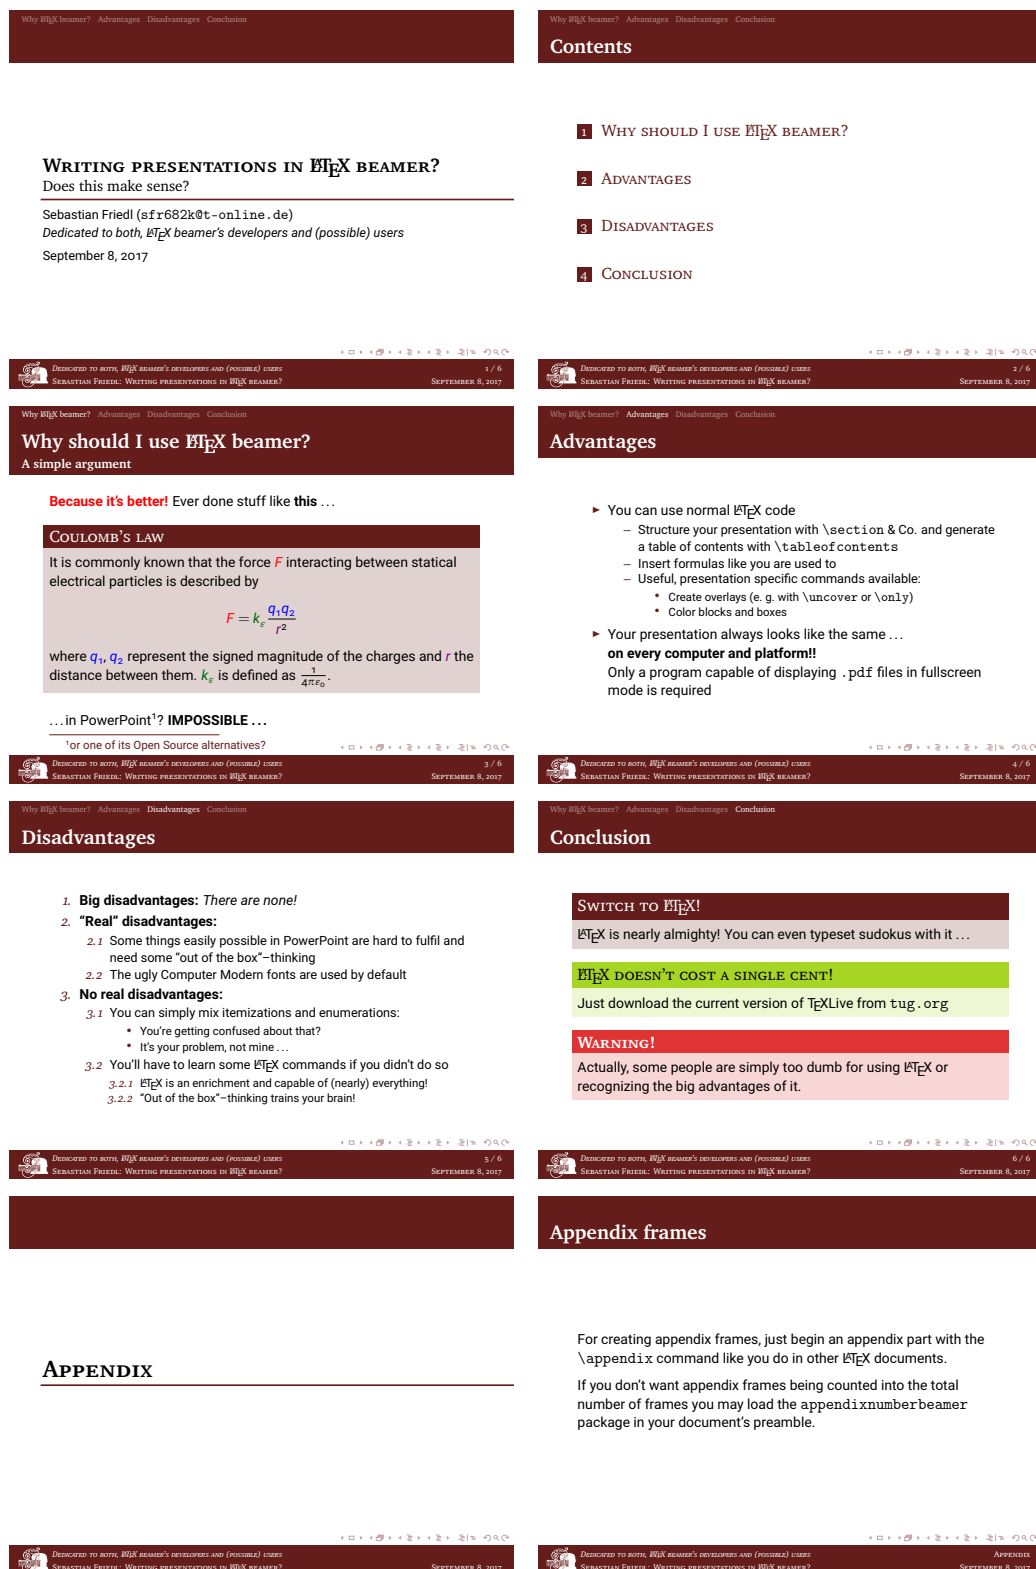 Why LATEX beamer? Advantages Disadvantages Conclusion
Writing presentations in LATEX beamer?
Does this make sense?
Sebastian Friedl (sfr682k@t-online.de)
Dedicated to both, LATEX beamer's developers and (possible) users
September 8, 2017
Dedicated to both, LATEX beamer's developers and (possible) users 1 / 6
Sebastian Friedl: Writing presentations in LATEX beamer? September 8, 2017
Why LATEX beamer? Advantages Disadvantages Conclusion
Contents
1 Why should I use LATEX beamer?
2 Advantages
3 Disadvantages
4 Conclusion
Dedicated to both, LATEX beamer's developers and (possible) users 2 / 6
Sebastian Friedl: Writing presentations in LATEX beamer? September 8, 2017
Why LATEX beamer? Advantages Disadvantages Conclusion
Why should I use LATEX beamer?
A simple argument
Because it's better! Ever done stuff like this ...
Coulomb's law
It is commonly known that the force F interacting between statical
electrical particles is described by
F = kε q1q2 / r²
where q1, q2 represent the signed magnitude of the charges and r the
distance between them. kε is defined as 1/4πε0.
...in PowerPoint¹? IMPOSSIBLE ...
¹or one of its Open Source alternatives?
Dedicated to both, LATEX beamer's developers and (possible) users 3 / 6
Sebastian Friedl: Writing presentations in LATEX beamer? September 8, 2017
Why LATEX beamer? Advantages Disadvantages Conclusion
Advantages
► You can use normal LATEX code
– Structure your presentation with \section & Co. and generate
a table of contents with \tableofcontents
– Insert formulas like you are used to
– Useful, presentation specific commands available:
• Create overlays (e. g. with \uncover or \only)
• Color blocks and boxes
► Your presentation always looks like the same ...
on every computer and platform!!
Only a program capable of displaying .pdf files in fullscreen
mode is required
Dedicated to both, LATEX beamer's developers and (possible) users 4 / 6
Sebastian Friedl: Writing presentations in LATEX beamer? September 8, 2017
Why LATEX beamer? Advantages Disadvantages Conclusion
Disadvantages
1. Big disadvantages: There are none!
2. “Real” disadvantages:
2.1 Some things easily possible in PowerPoint are hard to fulfil and
need some “out of the box”–thinking
2.2 The ugly Computer Modern fonts are used by default
3. No real disadvantages:
3.1 You can simply mix itemizations and enumerations:
• You're getting confused about that?
• It's your problem, not mine ...
3.2 You'll have to learn some LATEX commands if you didn't do so
3.2.1 LATEX is an enrichment and capable of (nearly) everything!
3.2.2 “Out of the box”–thinking trains your brain!
Dedicated to both, LATEX beamer's developers and (possible) users 5 / 6
Sebastian Friedl: Writing presentations in LATEX beamer? September 8, 2017
Why LATEX beamer? Advantages Disadvantages Conclusion
Conclusion
Switch to LATEX!
LATEX is nearly almighty! You can even typeset sudokus with it ...
LATEX doesn't cost a single cent!
Just download the current version of TEXLive from tug.org
Warning!
Actually, some people are simply too dumb for using LATEX or
recognizing the big advantages of it.
Dedicated to both, LATEX beamer's developers and (possible) users 6 / 6
Sebastian Friedl: Writing presentations in LATEX beamer? September 8, 2017
Appendix
Dedicated to both, LATEX beamer's developers and (possible) users
Sebastian Friedl: Writing presentations in LATEX beamer? September 8, 2017
Appendix frames
For creating appendix frames, just begin an appendix part with the
\appendix command like you do in other LATEX documents.
If you don't want appendix frames being counted into the total
number of frames you may load the appendixnumberbeamer
package in your document's preamble.
Dedicated to both, LATEX beamer's developers and (possible) users Appendix
Sebastian Friedl: Writing presentations in LATEX beamer? September 8, 2017